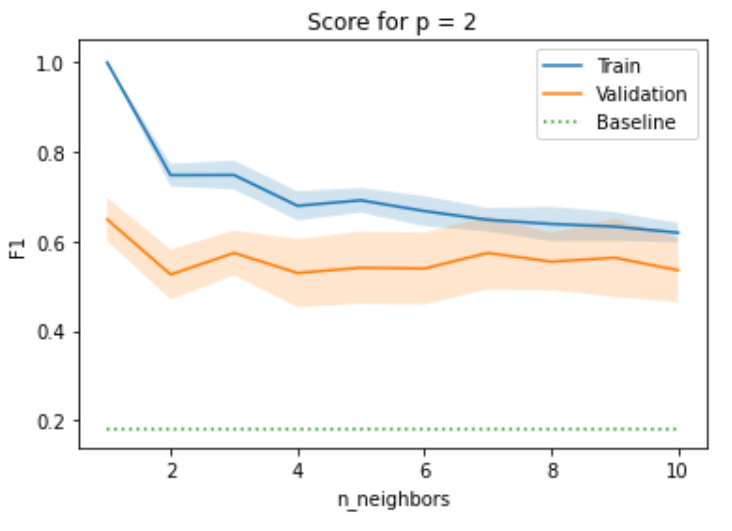 Score for p = 2
Train
Validation
Baseline
F1
1.0
0.8
0.6
0.4
0.2
2 4 6 8 10
n_neighbors